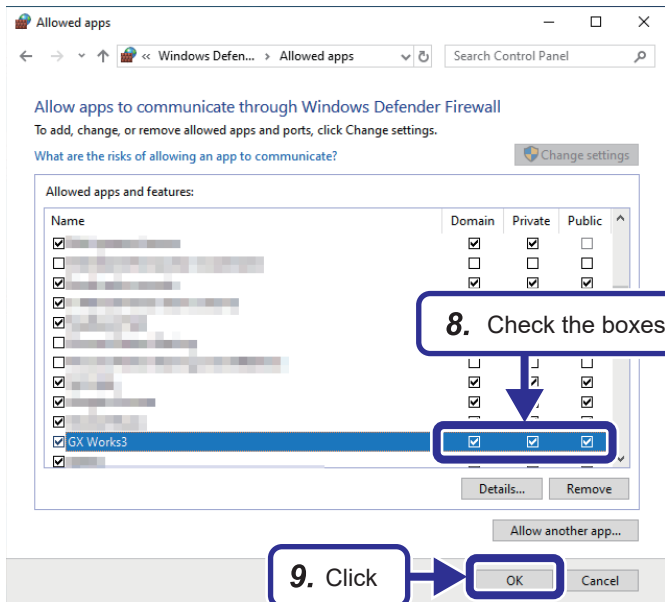 Allowed apps
« Windows Defen... › Allowed apps
Search Control Panel
Allow apps to communicate through Windows Defender Firewall
To add, change, or remove allowed apps and ports, click Change settings.
What are the risks of allowing an app to communicate?
Change settings
Allowed apps and features:
Name Domain Private Public
8. Check the boxes
GX Works3
Details... Remove
Allow another app...
9. Click
OK Cancel